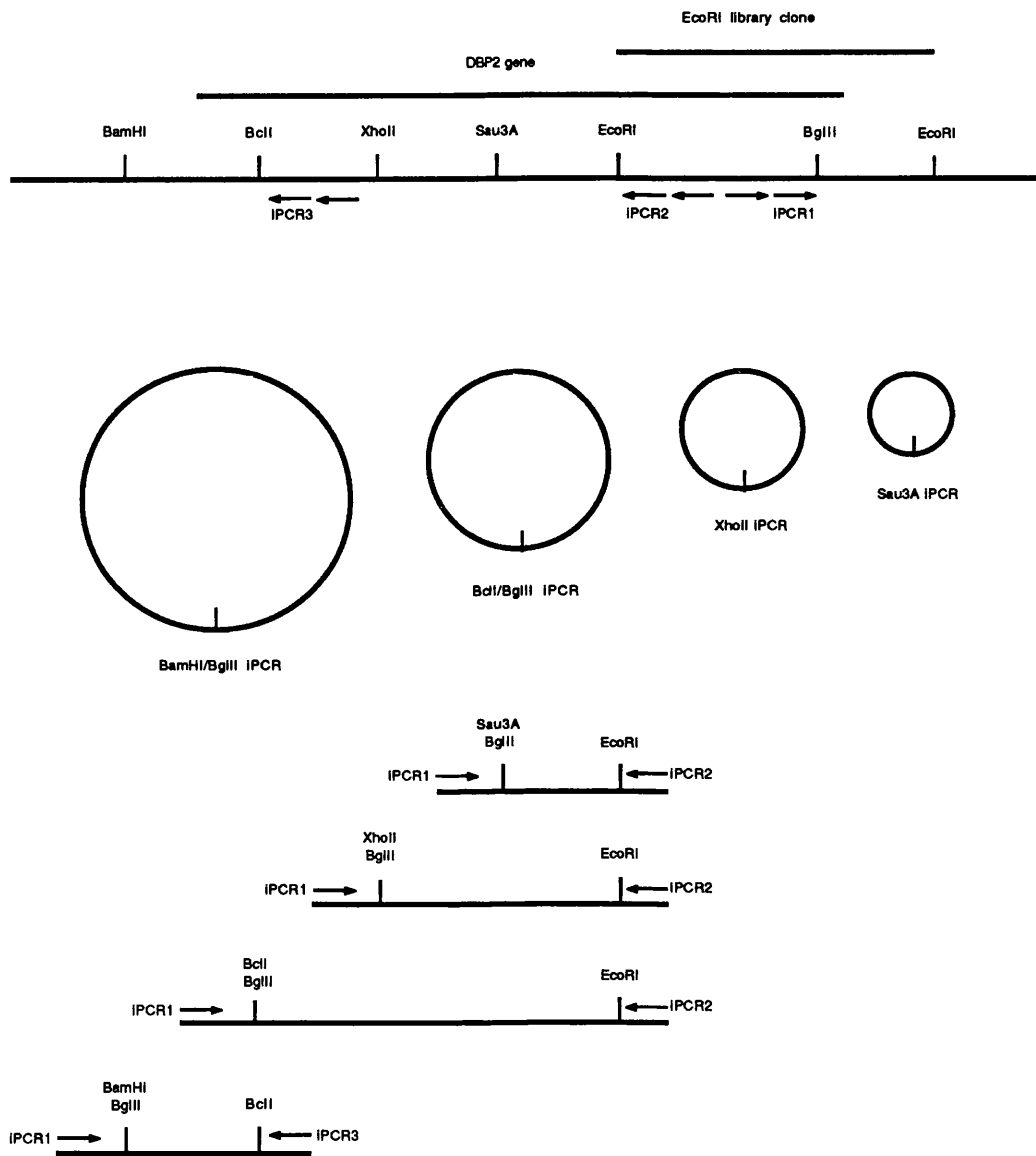 EcoRI library clone
DBP2 gene
BamHI BclI XhoII Sau3A EcoRI BglII EcoRI
iPCR3 iPCR2 iPCR1
Sau3A iPCR
XhoII iPCR
BclI/BglII iPCR
BamHI/BglII iPCR
Sau3A
BglII EcoRI
iPCR1 iPCR2
XhoII
BglII EcoRI
iPCR1 iPCR2
BclI
BglII EcoRI
iPCR1 iPCR2
BamHI
BglII BclI
iPCR1 iPCR3